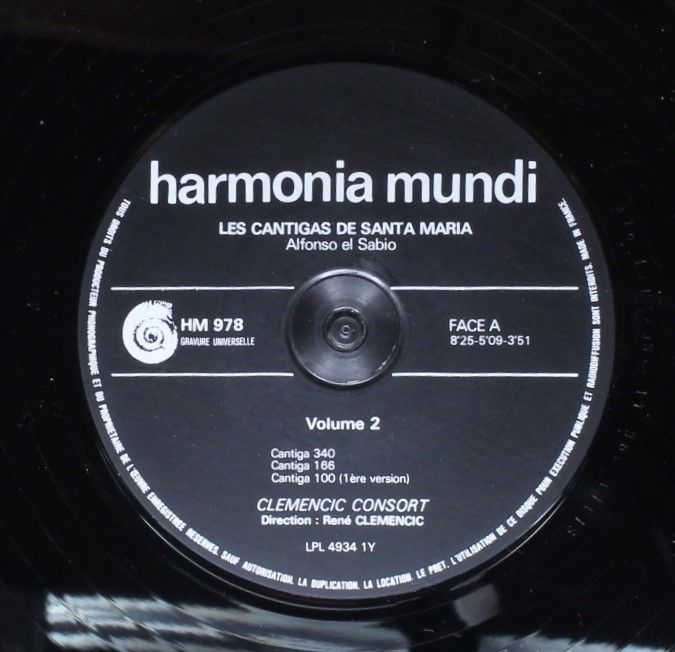 harmonia mundi
LES CANTIGAS DE SANTA MARIA
Alfonso el Sabio
HM 978
GRAVURE UNIVERSELLE
FACE A
8'25-5'09-3'51
Volume 2
Cantiga 340
Cantiga 166
Cantiga 100 (1ère version)
CLEMENCIC CONSORT
Direction : René CLEMENCIC
LPL 4934 1Y
TOUS DROITS DU PRODUCTEUR PHONOGRAPHIQUE ET DU PROPRIETAIRE DE L'ŒUVRE ENREGISTREE RESERVES. SAUF AUTORISATION, LA DUPLICATION, LA LOCATION, LE PRET, L'UTILISATION DE CE DISQUE POUR EXECUTION PUBLIQUE ET RADIODIFFUSION SONT INTERDITS. MADE IN FRANCE.